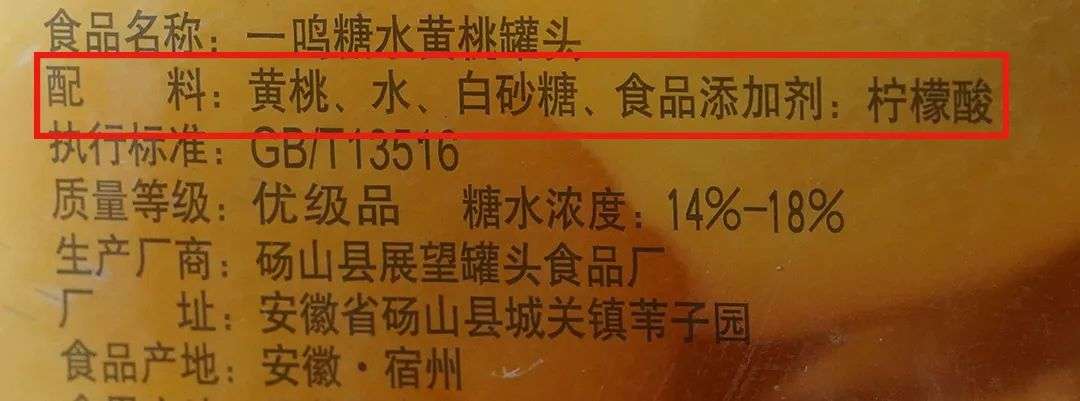 食品名称：一鸣糖水黄桃罐头
配　　料：黄桃、水、白砂糖、食品添加剂：柠檬酸
执行标准：GB/T13516
质量等级：优级品　糖水浓度：14%-18%
生产厂商：砀山县展望罐头食品厂
厂　　址：安徽省砀山县城关镇苇子园
食品产地：安徽·宿州